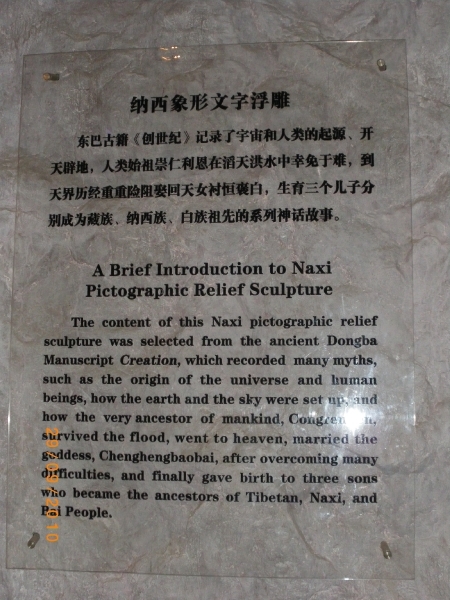 纳西象形文字浮雕
东巴古籍《创世纪》记录了宇宙和人类的起源、开
天辟地，人类始祖崇仁利恩在滔天洪水中幸免于难，到
天界历经重重险阻娶回天女衬恒褒白，生育三个儿子分
别成为藏族、纳西族、白族祖先的系列神话故事。
A Brief Introduction to Naxi
Pictographic Relief Sculpture
The content of this Naxi pictographic relief
sculpture was selected from the ancient Dongba
Manuscript Creation, which recorded many myths,
such as the origin of the universe and human
beings, how the earth and the sky were set up, and
how the very ancestor of mankind,
survived the flood, went to heaven, married the
goddess, Chenghengbaobai, after overcoming many
difficulties, and finally gave birth to three sons
who became the ancestors of Tibetan, Naxi, and
Bai People.